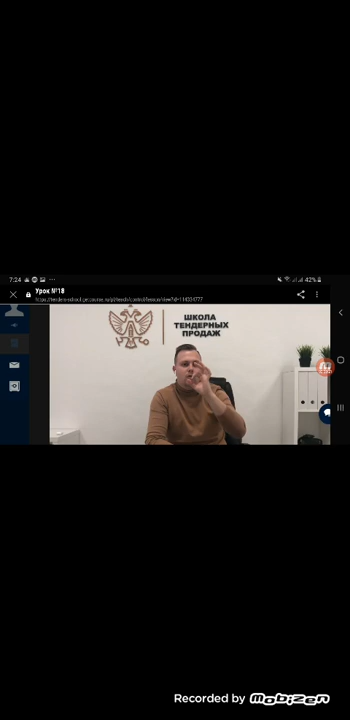 7:24
42%
Урок №18
ШКОЛА
ТЕНДЕРНЫХ
ПРОДАЖ
Recorded by mobizen